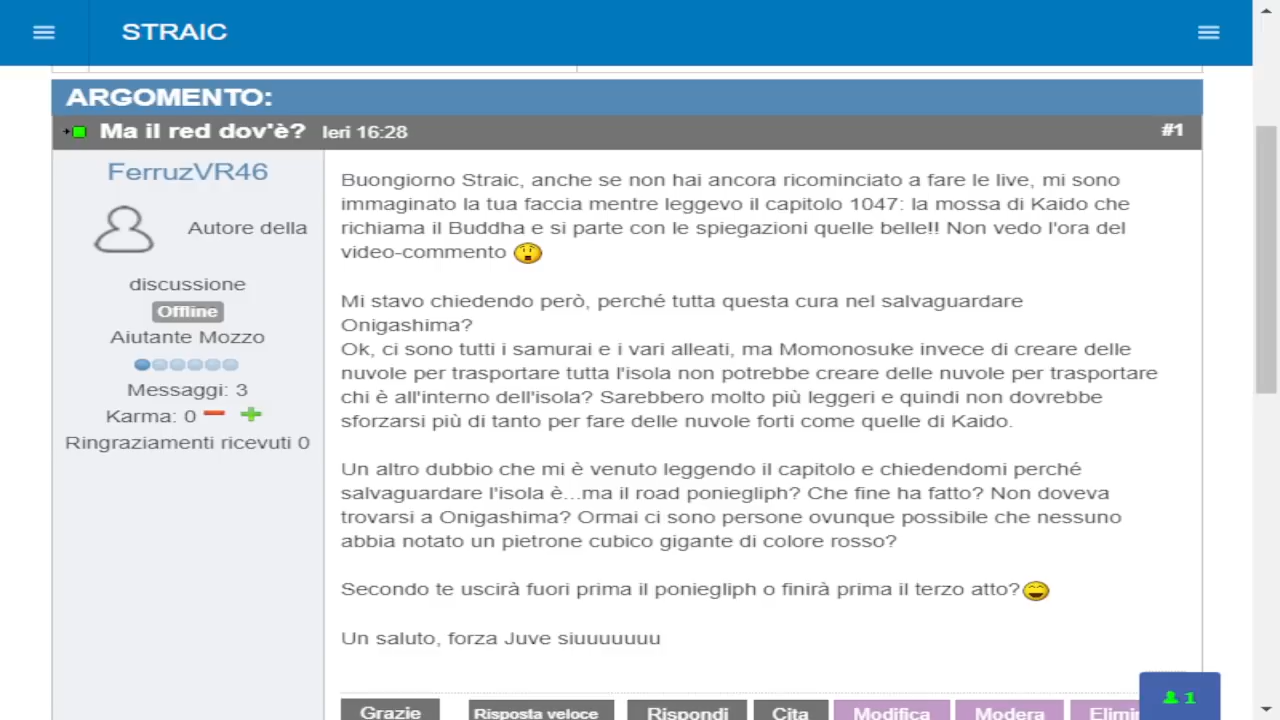 STRAIC
ARGOMENTO:
Ma il red dov'è? Ieri 16:28 #1
FerruzVR46
Autore della
discussione
Offline
Aiutante Mozzo
Messaggi: 3
Karma: 0
Ringraziamenti ricevuti 0
Buongiorno Straic, anche se non hai ancora ricominciato a fare le live, mi sono
immaginato la tua faccia mentre leggevo il capitolo 1047: la mossa di Kaido che
richiama il Buddha e si parte con le spiegazioni quelle belle!! Non vedo l'ora del
video-commento
Mi stavo chiedendo però, perché tutta questa cura nel salvaguardare
Onigashima?
Ok, ci sono tutti i samurai e i vari alleati, ma Momonosuke invece di creare delle
nuvole per trasportare tutta l'isola non potrebbe creare delle nuvole per trasportare
chi è all'interno dell'isola? Sarebbero molto più leggeri e quindi non dovrebbe
sforzarsi più di tanto per fare delle nuvole forti come quelle di Kaido.
Un altro dubbio che mi è venuto leggendo il capitolo e chiedendomi perché
salvaguardare l'isola è...ma il road poniegliph? Che fine ha fatto? Non doveva
trovarsi a Onigashima? Ormai ci sono persone ovunque possibile che nessuno
abbia notato un pietrone cubico gigante di colore rosso?
Secondo te uscirà fuori prima il poniegliph o finirà prima il terzo atto?
Un saluto, forza Juve siuuuuuuu
Grazie Risposta veloce Rispondi Cita Modifica Modera Elimin
1